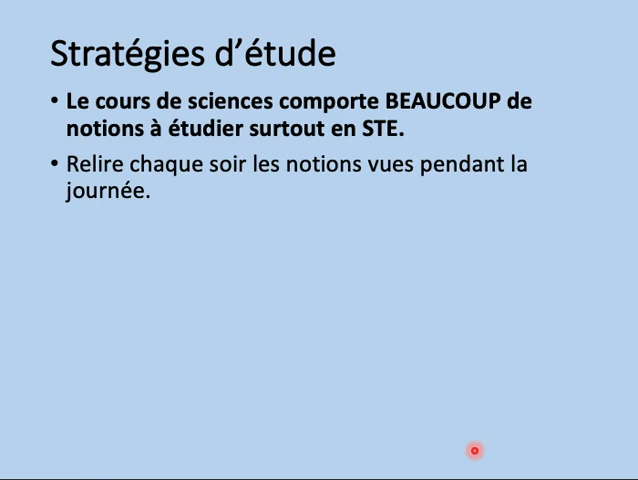 Stratégies d’étude
• Le cours de sciences comporte BEAUCOUP de
notions à étudier surtout en STE.
• Relire chaque soir les notions vues pendant la
journée.